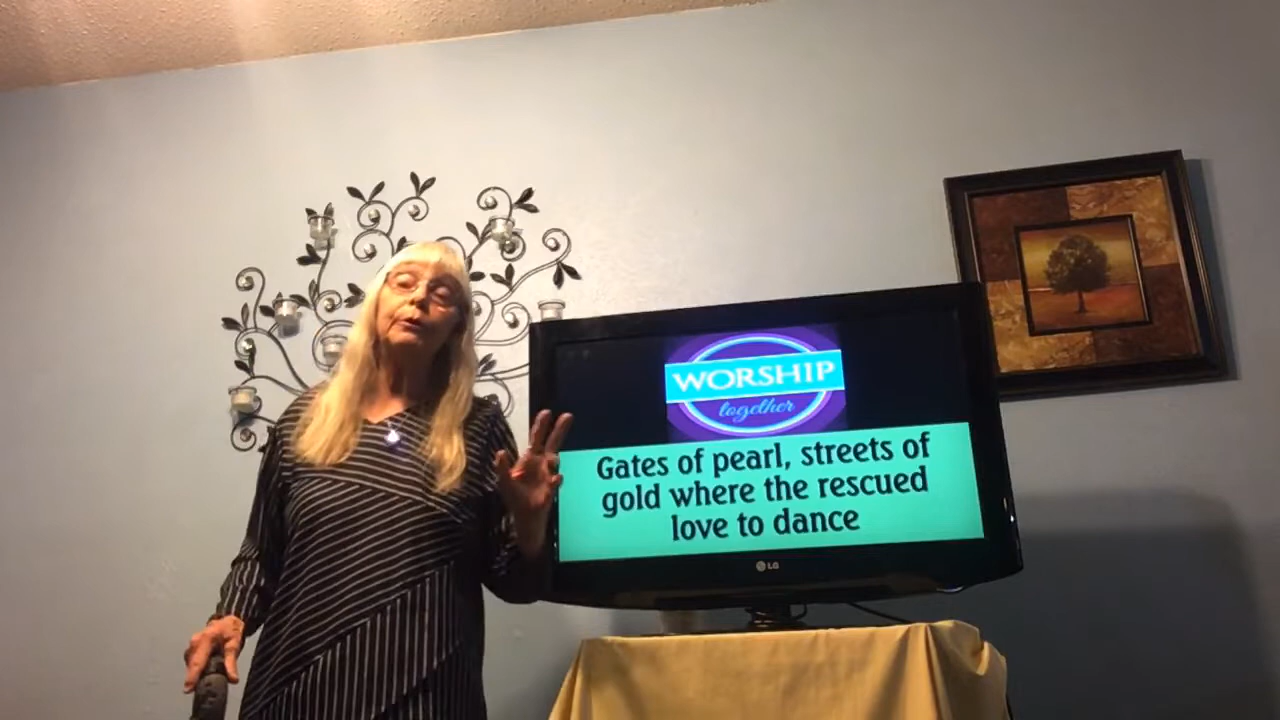 WORSHIP
together
Gates of pearl, streets of
gold where the rescued
love to dance
LG